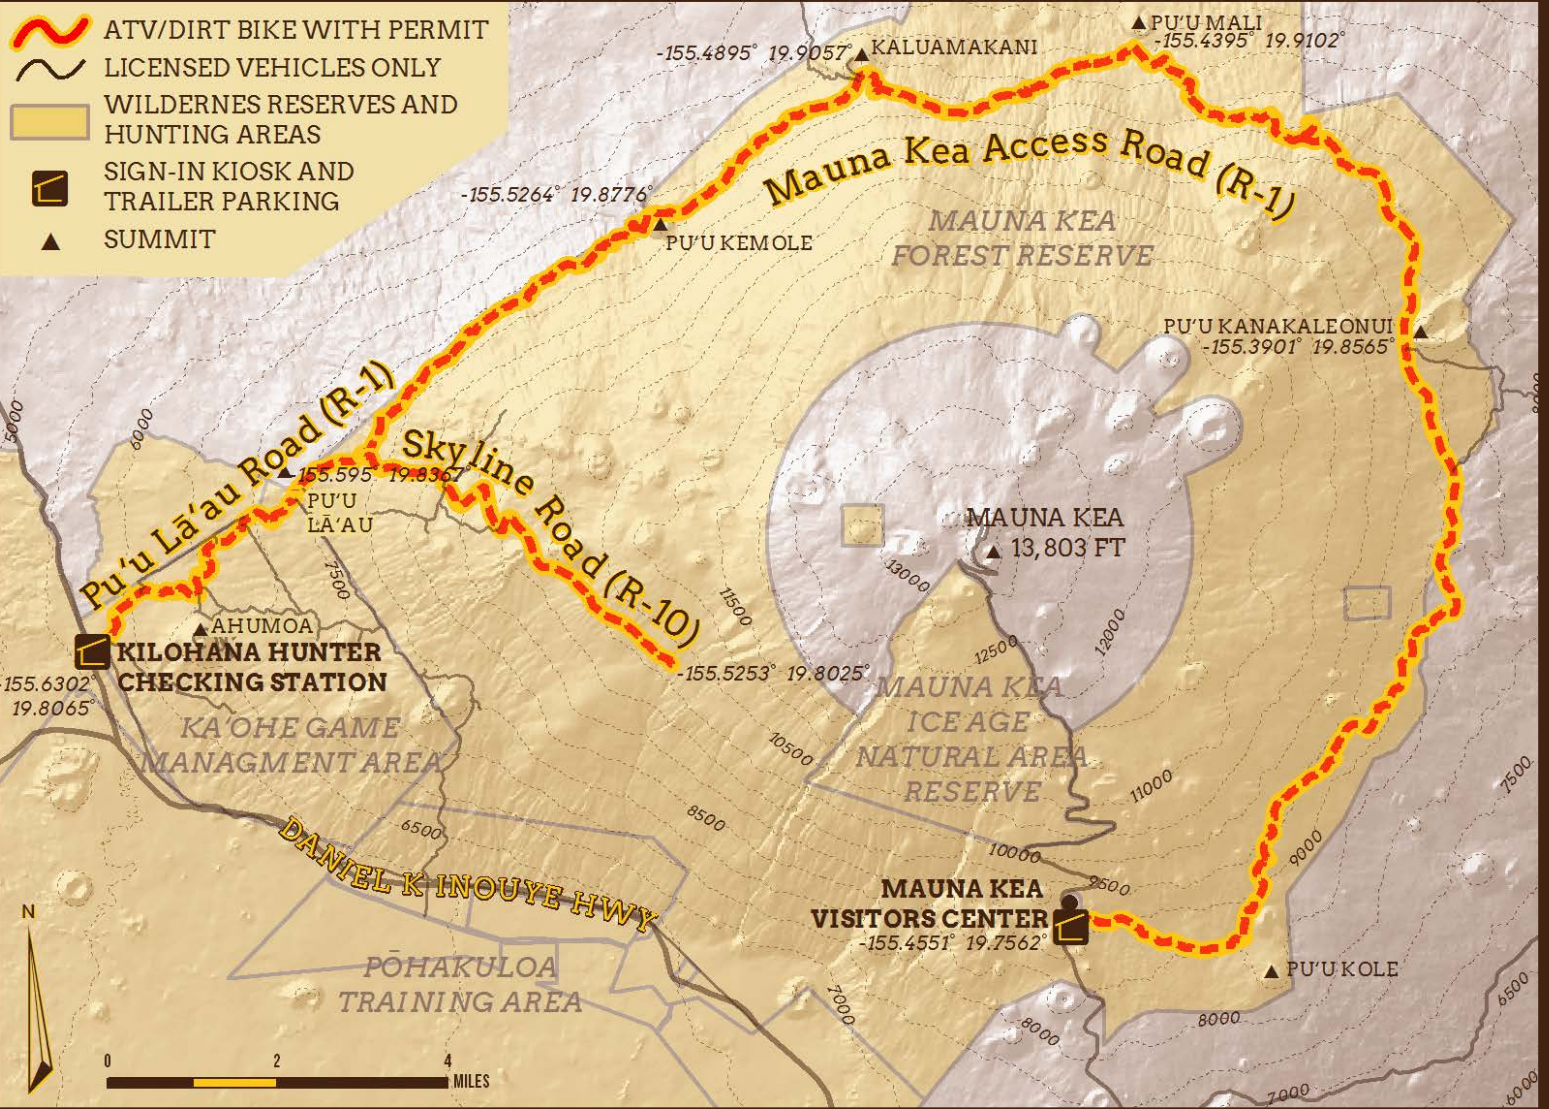 ATV/DIRT BIKE WITH PERMIT
LICENSED VEHICLES ONLY
WILDERNES RESERVES AND
HUNTING AREAS
SIGN-IN KIOSK AND
TRAILER PARKING
SUMMIT
PU'U MALI
-155.4395° 19.9102°
-155.4895° 19.9057°
KALUAMAKANI
Mauna Kea Access Road (R-1)
-155.5264° 19.8776°
PU'U KEMOLE
MAUNA KEA
FOREST RESERVE
PU'U KANAKALEONUI
-155.3901° 19.8565°
5000
6000
8000
Pu'u Lā'au Road (R-1)
Skyline Road (R-10)
-155.595° 19.8367°
PU'U
LĀ'AU
7500
MAUNA KEA
13,803 FT
13000
11500
12500
12000
AHUMOA
KILOHANA HUNTER
CHECKING STATION
-155.6302°
19.8065°
-155.5253° 19.8025°
KA'OHE GAME
MANAGMENT AREA
MAUNA KEA
ICE AGE
NATURAL AREA
RESERVE
10500
11000
7500
8500
6500
10000
9000
9500
DANIEL K INOUYE HWY
MAUNA KEA
VISITORS CENTER
-155.4551° 19.7562°
PU'U KOLE
PŌHAKULOA
TRAINING AREA
N
7000
8000
8000
6500
7000
6000
0 2 4
MILES